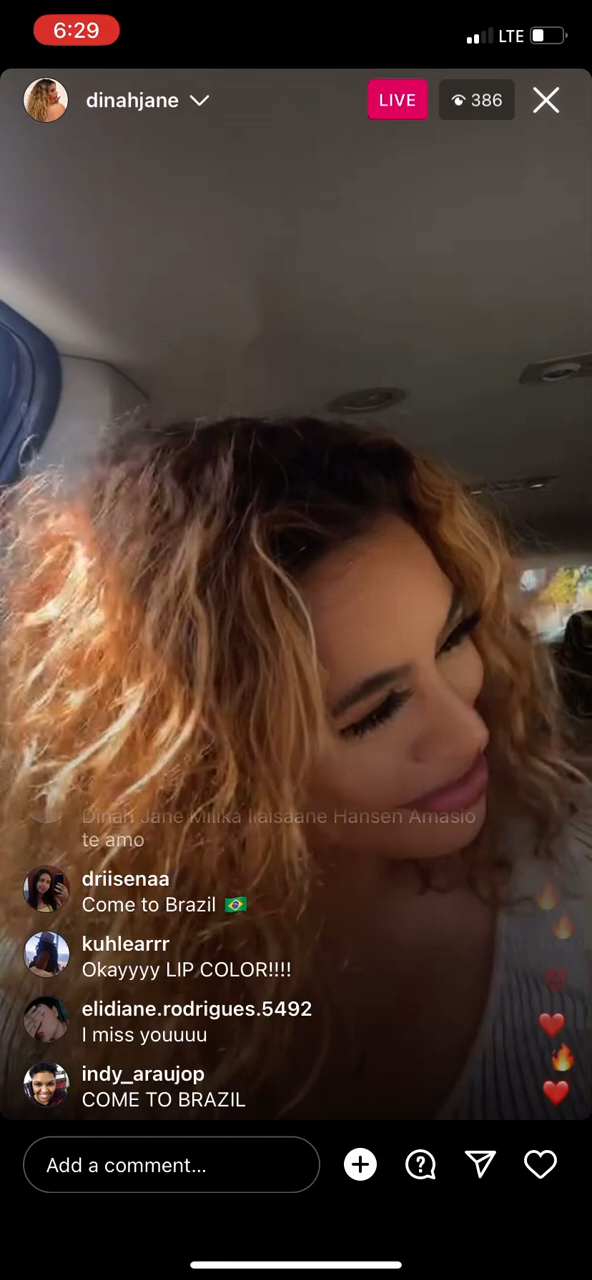 6:29
LTE
dinahjane
LIVE
386
Dinah Jane Milika Ilaisaane Hansen Amasio
te amo
driisenaa
Come to Brazil 🇧🇷
kuhlearrr
Okayyyy LIP COLOR!!!!
elidiane.rodrigues.5492
I miss youuuu
indy_araujop
COME TO BRAZIL
Add a comment...